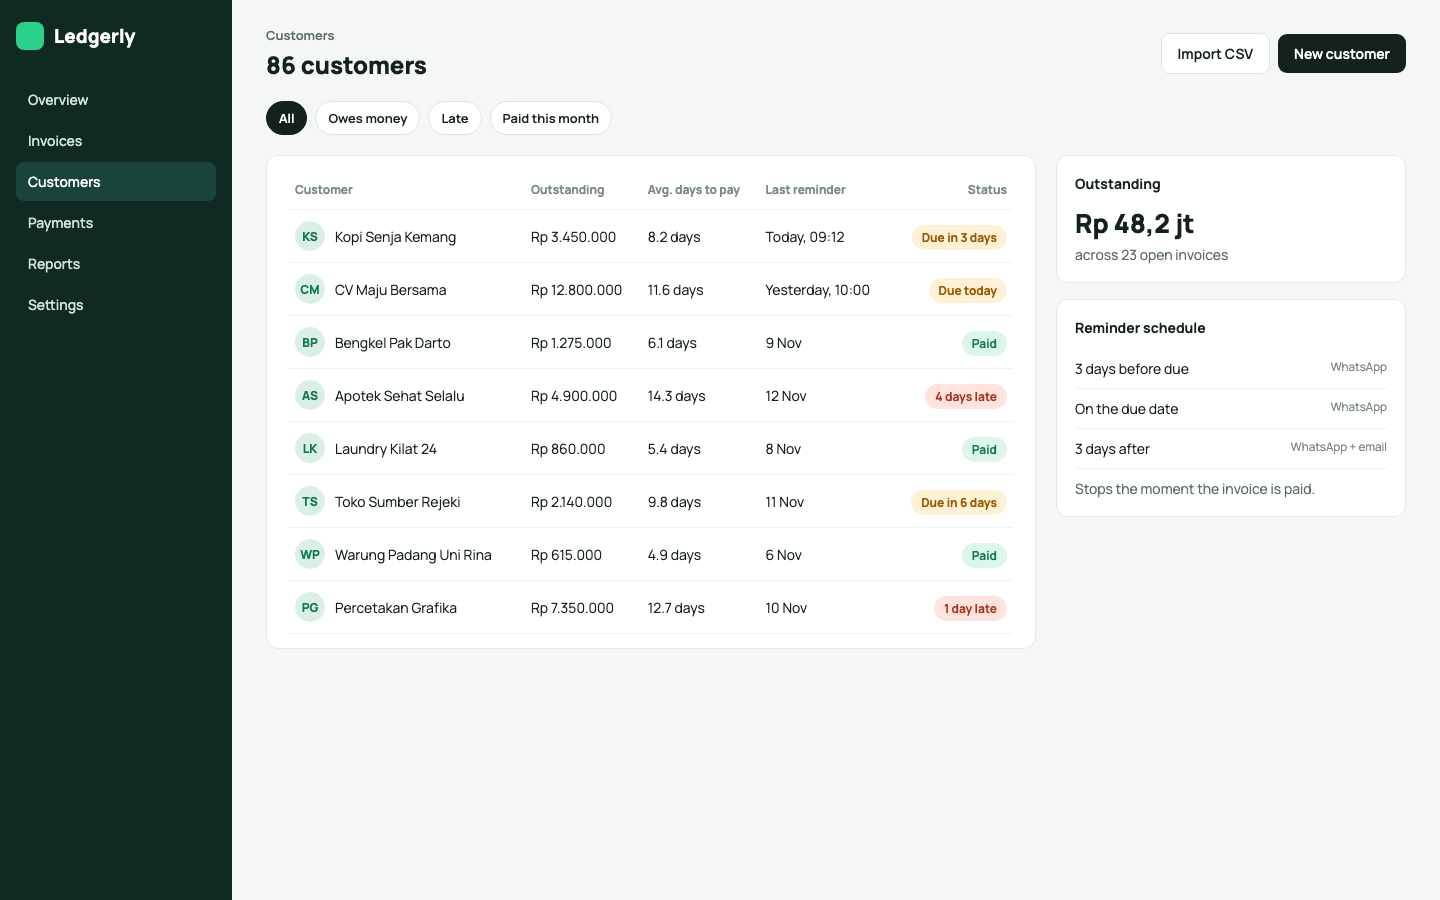 Ledgerly
Overview
Invoices
Customers
Payments
Reports
Settings
Customers
86 customers
Import CSV
New customer
All
Owes money
Late
Paid this month
Customer Outstanding Avg. days to pay Last reminder Status
KS Kopi Senja Kemang Rp 3.450.000 8.2 days Today, 09:12 Due in 3 days
CM CV Maju Bersama Rp 12.800.000 11.6 days Yesterday, 10:00 Due today
BP Bengkel Pak Darto Rp 1.275.000 6.1 days 9 Nov Paid
AS Apotek Sehat Selalu Rp 4.900.000 14.3 days 12 Nov 4 days late
LK Laundry Kilat 24 Rp 860.000 5.4 days 8 Nov Paid
TS Toko Sumber Rejeki Rp 2.140.000 9.8 days 11 Nov Due in 6 days
WP Warung Padang Uni Rina Rp 615.000 4.9 days 6 Nov Paid
PG Percetakan Grafika Rp 7.350.000 12.7 days 10 Nov 1 day late
Outstanding
Rp 48,2 jt
across 23 open invoices
Reminder schedule
3 days before due WhatsApp
On the due date WhatsApp
3 days after WhatsApp + email
Stops the moment the invoice is paid.